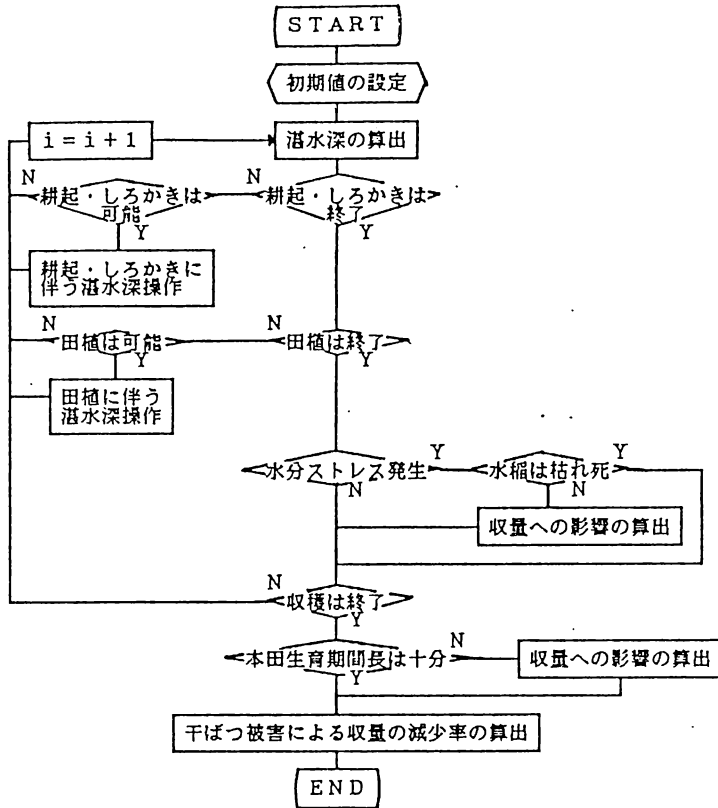 START
初期値の設定
i=i+1
湛水深の算出
N
耕起・しろかきは
可能
Y
N
耕起・しろかきは
終了
Y
耕起・しろかきに
伴う湛水深操作
N
田植は可能
Y
N
田植は終了
Y
田植に伴う
湛水深操作
水分ストレス発生
Y
N
水稲は枯れ死
Y
N
収量への影響の算出
N
収穫は終了
Y
本田生育期間長は十分
N
Y
収量への影響の算出
干ばつ被害による収量の減少率の算出
END